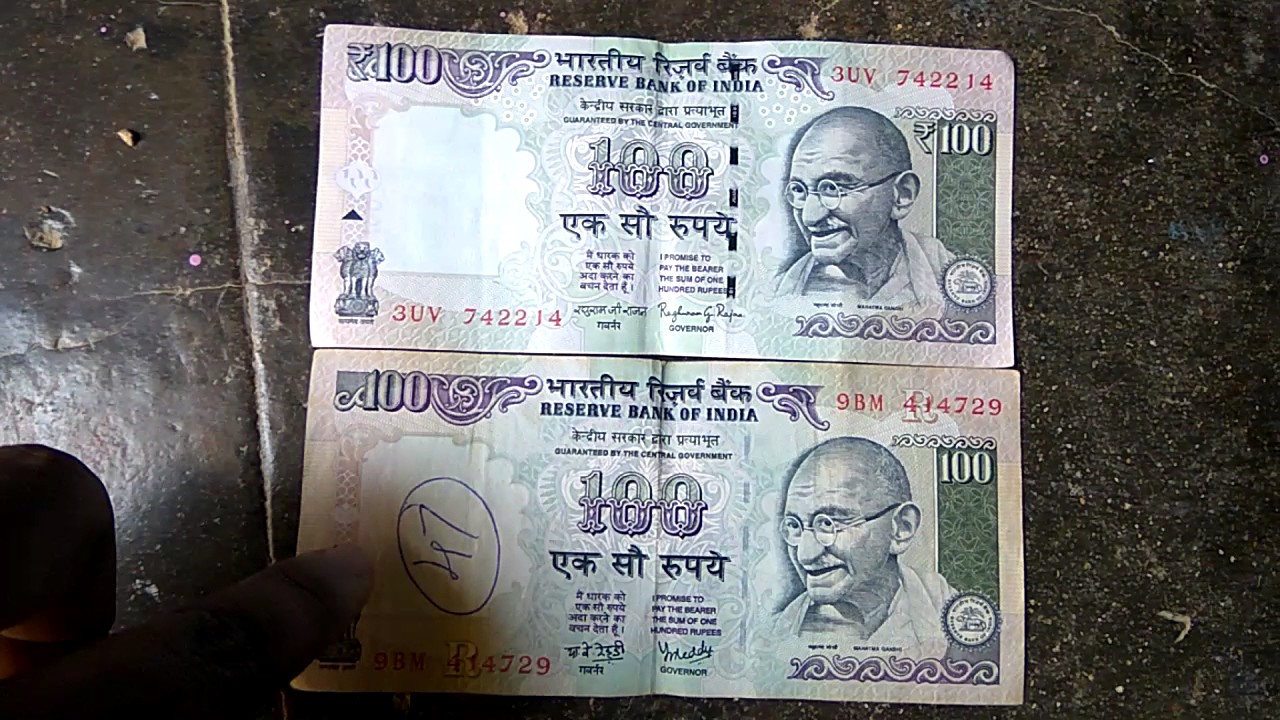 ₹100 भारतीय रिज़र्व बैंक 3UV 742214
RESERVE BANK OF INDIA
केन्द्रीय सरकार द्वारा प्रत्याभूत
GUARANTEED BY THE CENTRAL GOVERNMENT
₹100
100
एक सौ रुपये
मैं धारक को
एक सौ रुपये
अदा करने का
वचन देता हूँ।
I PROMISE TO
PAY THE BEARER
THE SUM OF ONE
HUNDRED RUPEES
3UV 742214
रघुराम जी राजन
गवर्नर
Raghuram G. Rajan
GOVERNOR
महात्मा गांधी MAHATMA GANDHI
100 भारतीय रिज़र्व बैंक 9BM 414729
RESERVE BANK OF INDIA
R
केन्द्रीय सरकार द्वारा प्रत्याभूत
GUARANTEED BY THE CENTRAL GOVERNMENT
100
100
47
एक सौ रुपये
मैं धारक को
एक सौ रुपये
अदा करने का
वचन देता हूँ।
I PROMISE TO
PAY THE BEARER
THE SUM OF ONE
HUNDRED RUPEES
9BM 414729
R
गवर्नर
YVReddy
GOVERNOR
महात्मा गांधी MAHATMA GANDHI